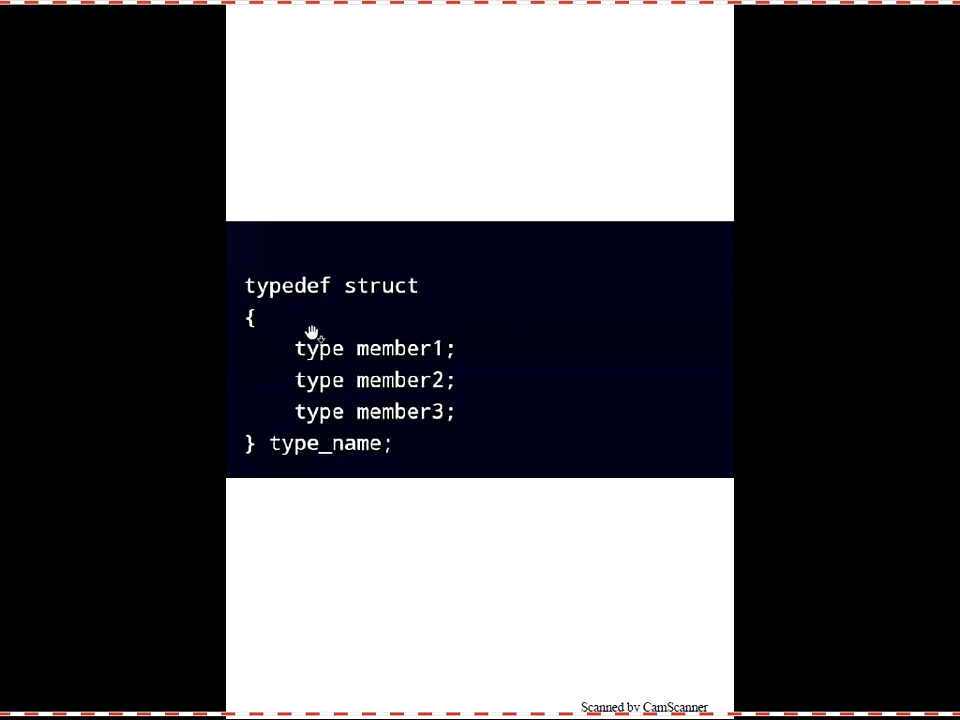 typedef struct
{
type member1;
type member2;
type member3;
} type_name;
Scanned by CamScanner